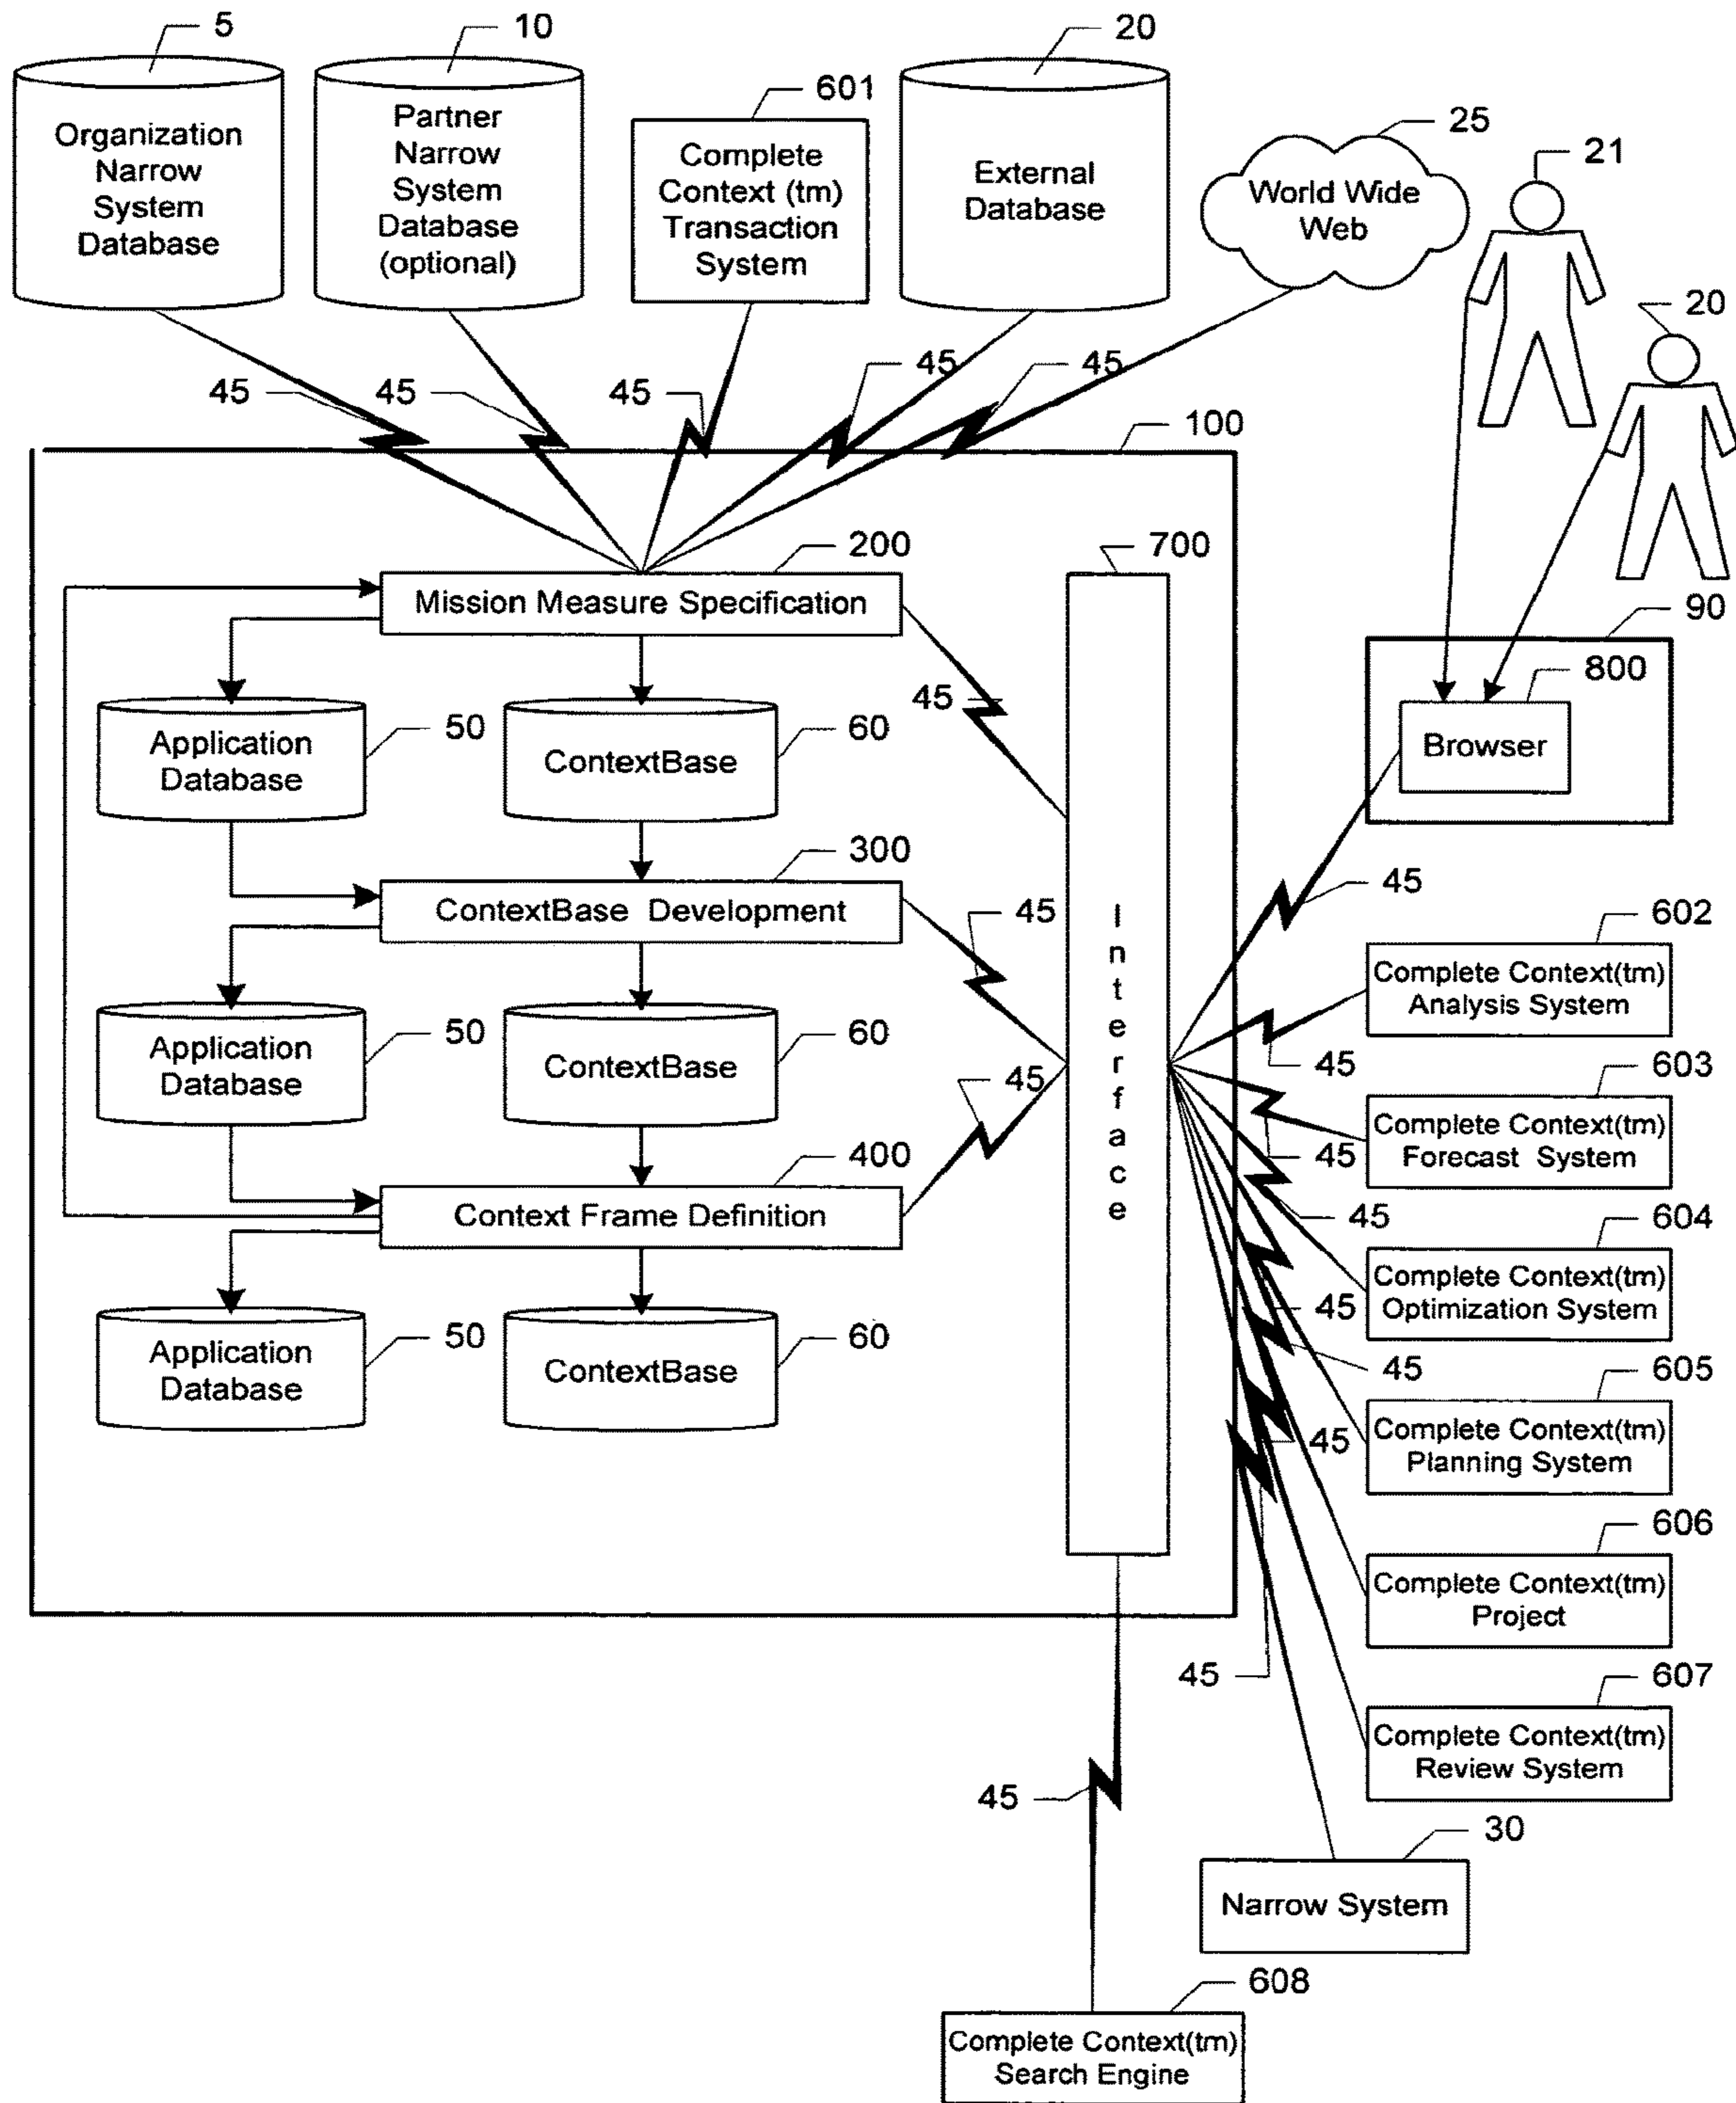 5
10
20
601
25
21
Organization
Narrow
System
Database
Partner
Narrow
System
Database
(optional)
Complete
Context (tm)
Transaction
System
External
Database
World Wide
Web
20
45
45
45
45
45
100
200
700
Mission Measure Specification
90
800
Browser
45
Application
Database
50
ContextBase
60
300
ContextBase Development
45
45
Interface
602
Complete Context(tm)
Analysis System
45
Application
Database
50
ContextBase
60
45
603
Complete Context(tm)
Forecast System
45
400
Context Frame Definition
45
604
Complete Context(tm)
Optimization System
45
Application
Database
50
ContextBase
60
45
605
Complete Context(tm)
Planning System
45
606
Complete Context(tm)
Project
45
607
Complete Context(tm)
Review System
45
30
Narrow System
608
Complete Context(tm)
Search Engine